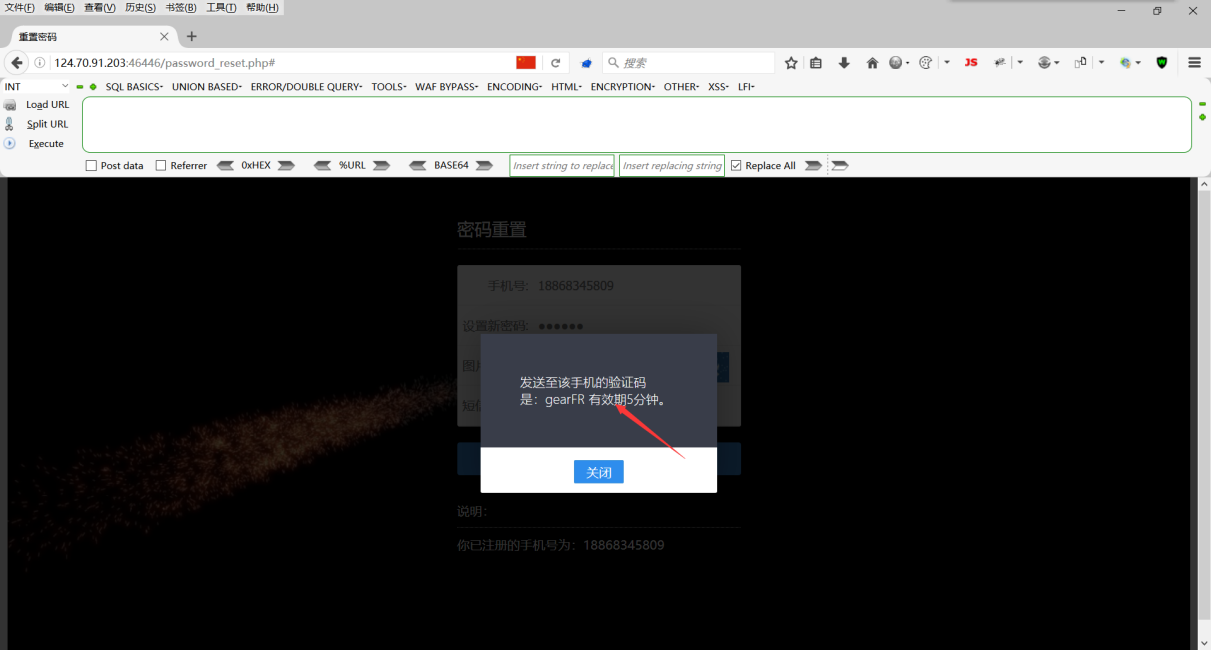 文件(F) 编辑(E) 查看(V) 历史(S) 书签(B) 工具(T) 帮助(H)
重置密码
124.70.91.203:46446/password_reset.php#
搜索
JS
INT
SQL BASICS UNION BASED ERROR/DOUBLE QUERY TOOLS WAF BYPASS ENCODING HTML ENCRYPTION OTHER XSS LFI
Load URL
Split URL
Execute
Post data Referrer 0xHEX %URL BASE64 Insert string to replace Insert replacing string Replace All
密码重置
手机号: 18868345809
设置新密码: ●●●●●●
图片
短信
发送至该手机的验证码
是：gearFR 有效期5分钟。
关闭
说明：
你已注册的手机号为：18868345809